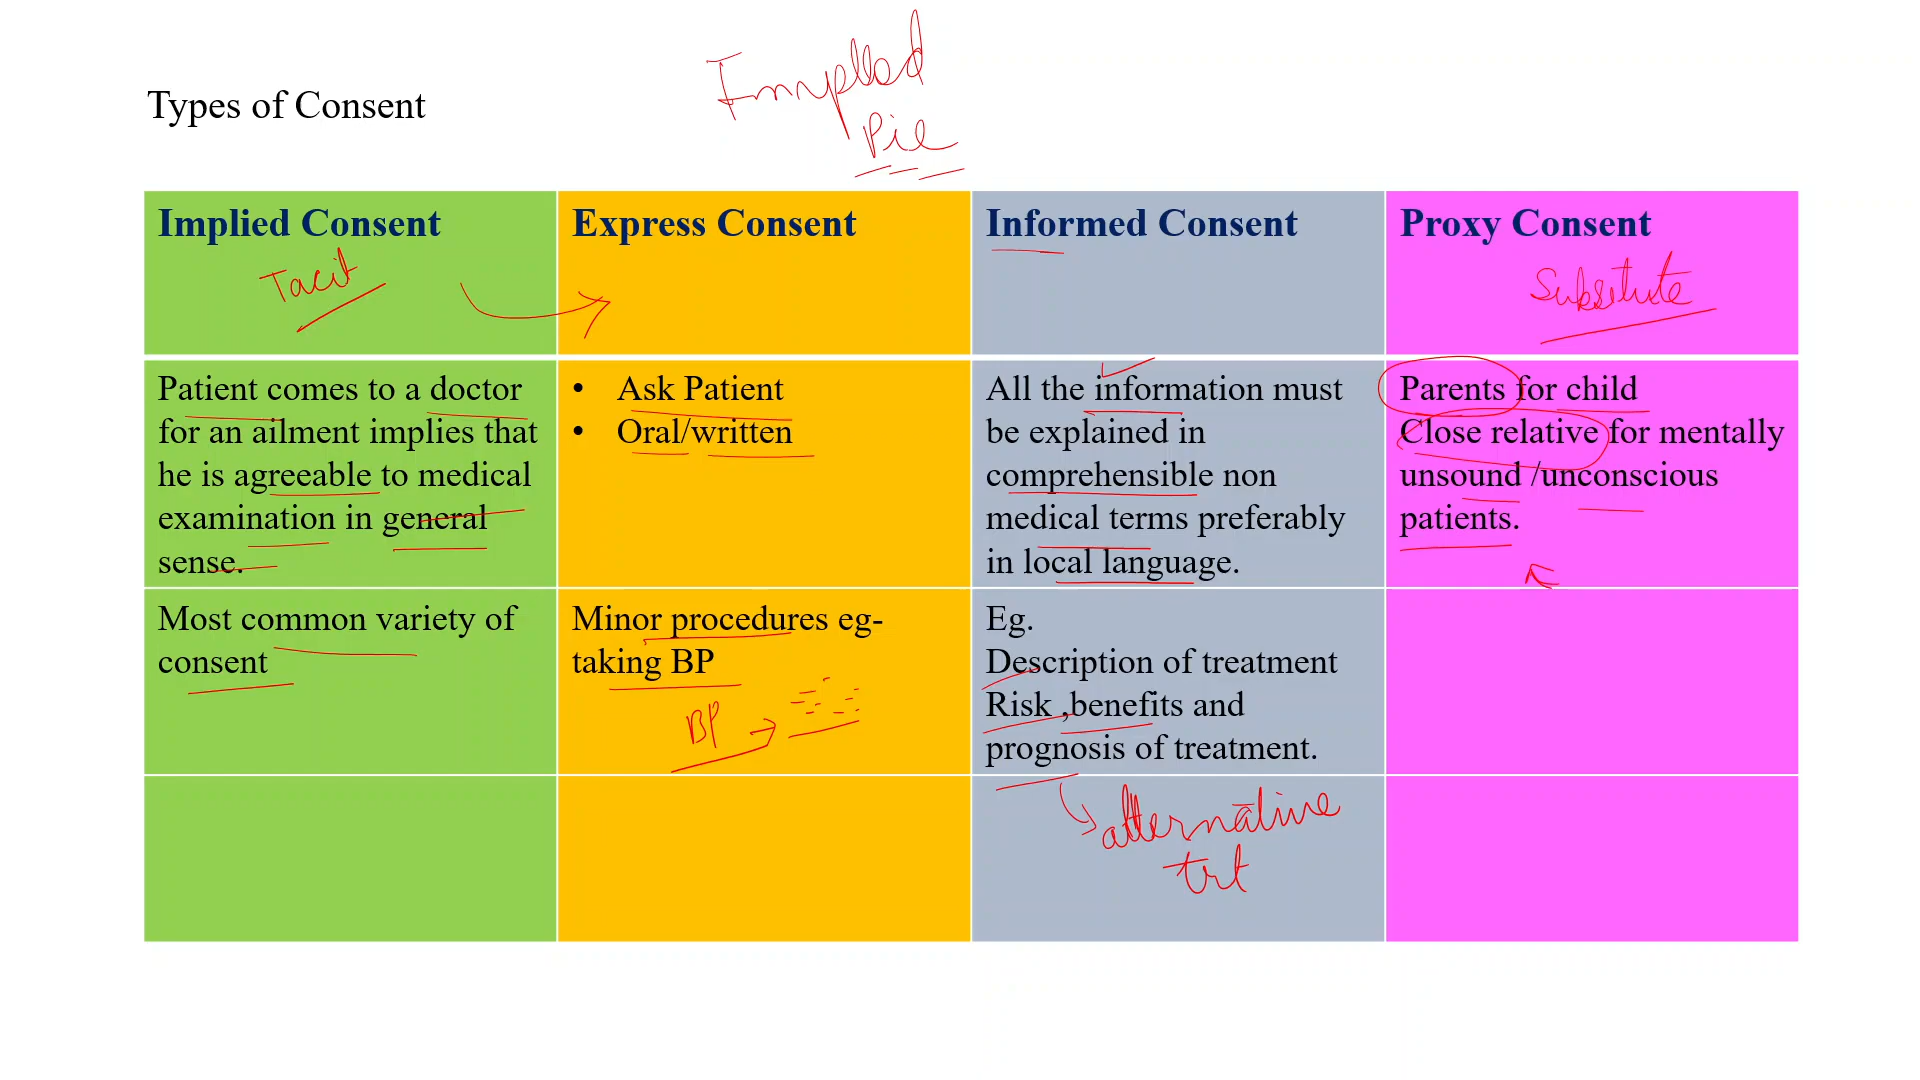 Pie
Types of Consent
Implied Consent
Tacit
Express Consent
Informed Consent
Proxy Consent
Substitute
Patient comes to a doctor
for an ailment implies that
he is agreeable to medical
examination in general
sense.
• Ask Patient
• Oral/written
All the information must
be explained in
comprehensible non
medical terms preferably
in local language.
Parents for child
Close relative for mentally
unsound /unconscious
patients.
Most common variety of
consent
Minor procedures eg-
taking BP
BP
Eg.
Description of treatment
Risk ,benefits and
prognosis of treatment.
alternative
trt